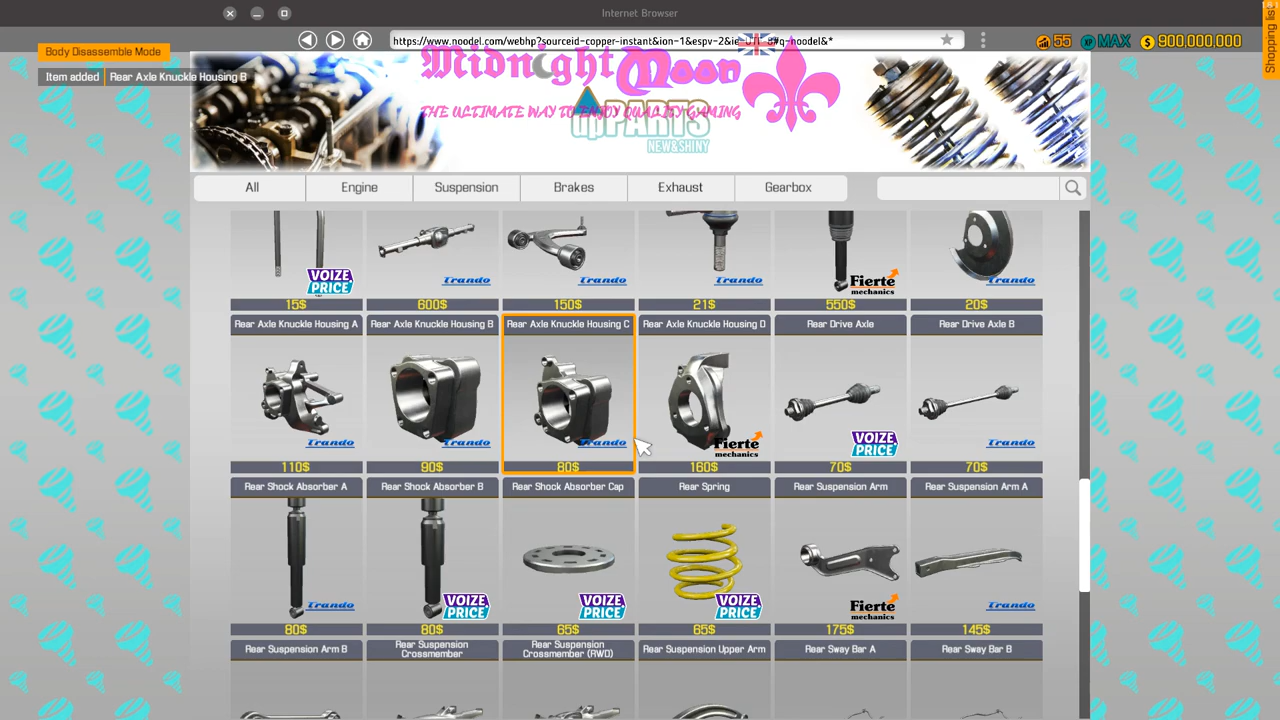 Internet Browser
https://www.noodel.com/webhp?sourceid-copper-instant&ion-1&espv-2&ie-
#q-noodel&*
55
MAX
900.000.000
Shopping list
Body Disassemble Mode
Item added
Rear Axle Knuckle Housing B
Midnight Moon
THE ULTIMATE WAY TO ENJOY QUALITY GAMING
PARTS
NEW&SHINY
All
Engine
Suspension
Brakes
Exhaust
Gearbox
VOIZE PRICE
Trando
Trando
Trando
Fierte mechanics
Trando
15$
600$
150$
21$
550$
20$
Rear Axle Knuckle Housing A
Rear Axle Knuckle Housing B
Rear Axle Knuckle Housing C
Rear Axle Knuckle Housing D
Rear Drive Axle
Rear Drive Axle B
Trando
Trando
Trando
Fierte mechanics
VOIZE PRICE
Trando
110$
90$
80$
160$
70$
70$
Rear Shock Absorber A
Rear Shock Absorber B
Rear Shock Absorber Cap
Rear Spring
Rear Suspension Arm
Rear Suspension Arm A
Trando
VOIZE PRICE
VOIZE PRICE
VOIZE PRICE
Fierte mechanics
Trando
80$
80$
65$
65$
175$
145$
Rear Suspension Arm B
Rear Suspension Crossmember
Rear Suspension Crossmember (RWD)
Rear Suspension Upper Arm
Rear Sway Bar A
Rear Sway Bar B